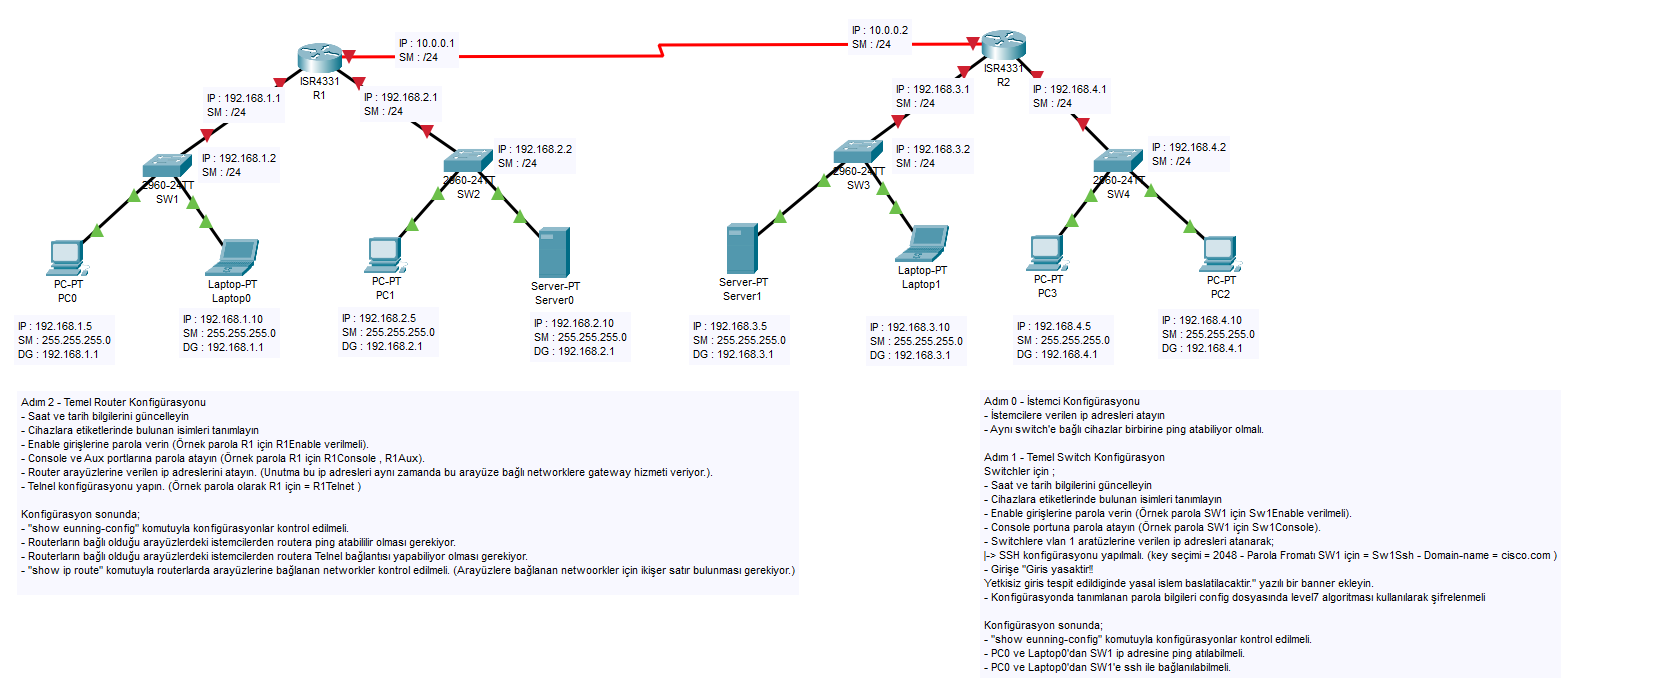 IP : 10.0.0.1
SM : /24
IP : 10.0.0.2
SM : /24
ISR4331
R1
ISR4331
R2
IP : 192.168.1.1
SM : /24
IP : 192.168.2.1
SM : /24
IP : 192.168.3.1
SM : /24
IP : 192.168.4.1
SM : /24
IP : 192.168.1.2
SM : /24
IP : 192.168.2.2
SM : /24
IP : 192.168.3.2
SM : /24
IP : 192.168.4.2
SM : /24
2960-24TT
SW1
2960-24TT
SW2
2960-24TT
SW3
2960-24TT
SW4
PC-PT
PC0
Laptop-PT
Laptop0
PC-PT
PC1
Server-PT
Server0
Server-PT
Server1
Laptop-PT
Laptop1
PC-PT
PC3
PC-PT
PC2
IP : 192.168.1.5
SM : 255.255.255.0
DG : 192.168.1.1
IP : 192.168.1.10
SM : 255.255.255.0
DG : 192.168.1.1
IP : 192.168.2.5
SM : 255.255.255.0
DG : 192.168.2.1
IP : 192.168.2.10
SM : 255.255.255.0
DG : 192.168.2.1
IP : 192.168.3.5
SM : 255.255.255.0
DG : 192.168.3.1
IP : 192.168.3.10
SM : 255.255.255.0
DG : 192.168.3.1
IP : 192.168.4.5
SM : 255.255.255.0
DG : 192.168.4.1
IP : 192.168.4.10
SM : 255.255.255.0
DG : 192.168.4.1
Adım 2 - Temel Router Konfigürasyonu
- Saat ve tarih bilgilerini güncelleyin
- Cihazlara etiketlerinde bulunan isimleri tanımlayın
- Enable girişlerine parola verin (Örnek parola R1 için R1Enable verilmeli).
- Console ve Aux portlarına parola atayın (Örnek parola R1 için R1Console , R1Aux).
- Router arayüzlerine verilen ip adreslerini atayın. (Unutma bu ip adresleri aynı zamanda bu arayüze bağlı networklere gateway hizmeti veriyor.).
- Telnel konfigürasyonu yapın. (Örnek parola olarak R1 için = R1Telnet )
Konfigürasyon sonunda;
- "show eunning-config" komutuyla konfigürasyonlar kontrol edilmeli.
- Routerların bağlı olduğu arayüzlerdeki istemcilerden routera ping atabililir olması gerekiyor.
- Routerların bağlı olduğu arayüzlerdeki istemcilerden routera Telnel bağlantısı yapabiliyor olması gerekiyor.
- "show ip route" komutuyla routerlarda arayüzlerine bağlanan networkler kontrol edilmeli. (Arayüzlere bağlanan netwoorkler için ikişer satır bulunması gerekiyor.)
Adım 0 - İstemci Konfigürasyonu
- İstemcilere verilen ip adresleri atayın
- Aynı switch'e bağlı cihazlar birbirine ping atabiliyor olmalı.
Adım 1 - Temel Switch Konfigürasyon
Switchler için ;
- Saat ve tarih bilgilerini güncelleyin
- Cihazlara etiketlerinde bulunan isimleri tanımlayın
- Enable girişlerine parola verin (Örnek parola SW1 için Sw1Enable verilmeli).
- Console portuna parola atayın (Örnek parola SW1 için Sw1Console).
- Switchlere vlan 1 aratüzlerine verilen ip adresleri atanarak;
|-> SSH konfigürasyonu yapılmalı. (key seçimi = 2048 - Parola Fromatı SW1 için = Sw1Ssh - Domain-name = cisco.com )
- Girişe "Giris yasaktir!!
Yetkisiz giris tespit edildiginde yasal islem baslatilacaktir." yazılı bir banner ekleyin.
- Konfigürasyonda tanımlanan parola bilgileri config dosyasında level7 algoritması kullanılarak şifrelenmeli
Konfigürasyon sonunda;
- "show eunning-config" komutuyla konfigürasyonlar kontrol edilmeli.
- PC0 ve Laptop0'dan SW1 ip adresine ping atılabilmeli.
- PC0 ve Laptop0'dan SW1'e ssh ile bağlanılabilmeli.